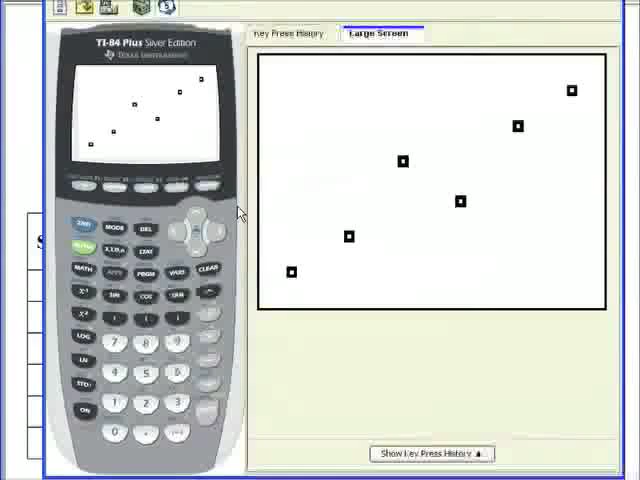 Key Press History
Large Screen
TI-84 Plus Silver Edition
TEXAS INSTRUMENTS
2ND
MODE
DEL
ALPHA
X,T,θ,n
STAT
MATH
APPS
PRGM
VARS
CLEAR
SIN
COS
TAN
LOG
7
8
9
LN
4
5
6
STO
1
2
3
ON
0
.
(-)
Show Key Press History